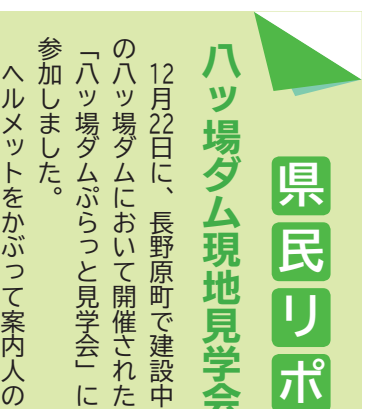 県民リポ
八ッ場ダム現地見学会
12月22日に、長野原町で建設中
の八ッ場ダムにおいて開催された
「八ッ場ダムぷらっと見学会」に
参加しました。
ヘルメットをかぶって案内人の